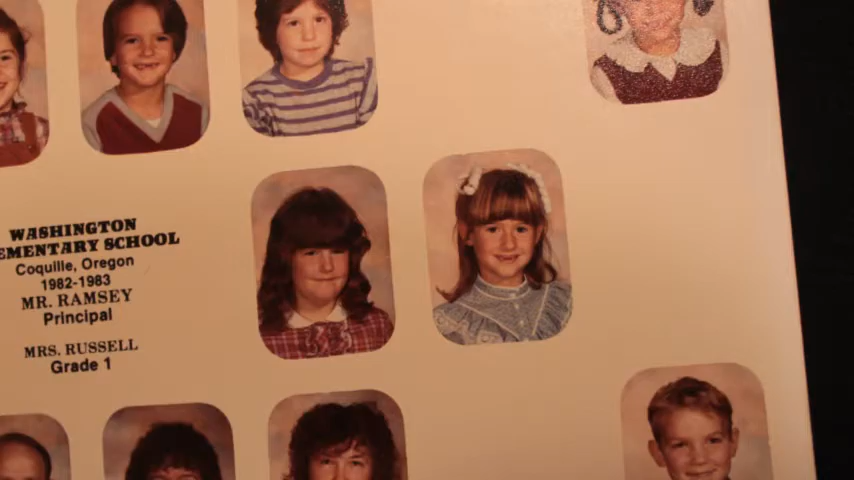 WASHINGTON
EMENTARY SCHOOL
Coquille, Oregon
1982-1983
MR. RAMSEY
Principal
MRS. RUSSELL
Grade 1